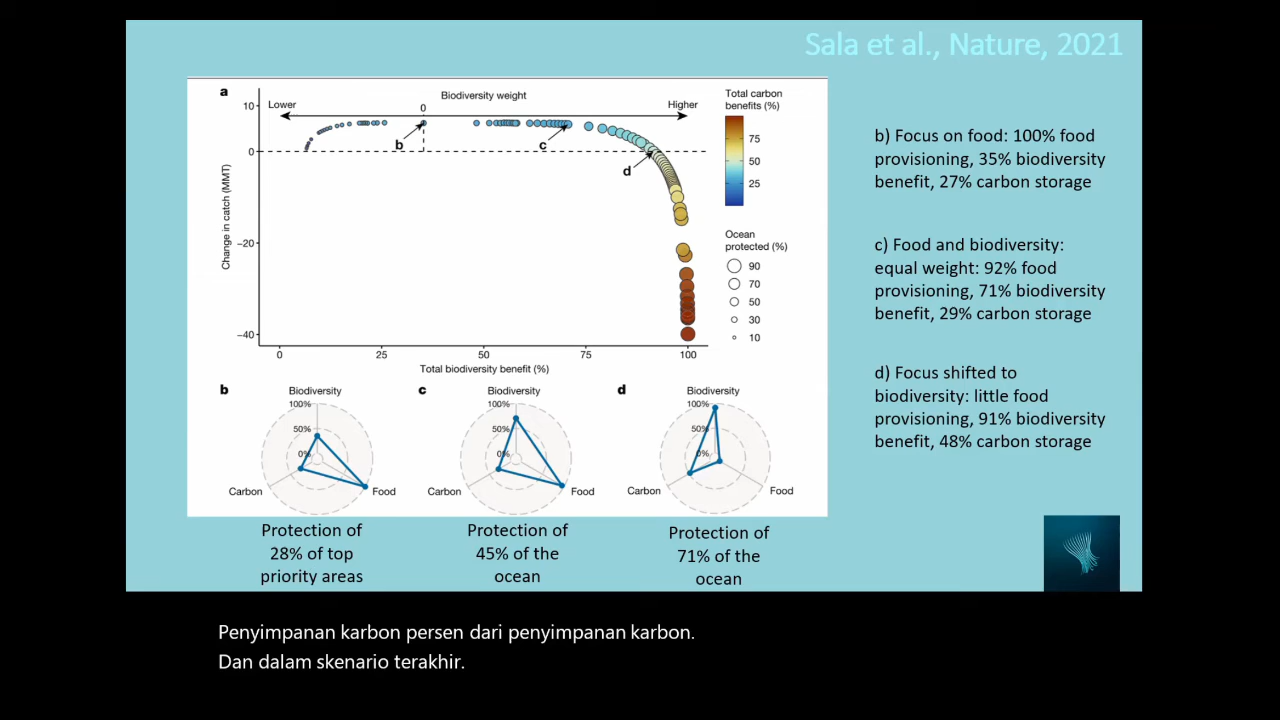 Sala et al., Nature, 2021
a
Biodiversity weight
Lower
0
Higher
Total carbon
benefits (%)
75
50
25
Ocean
protected (%)
90
70
50
30
10
Change in catch (MMT)
10
0
−20
−40
b
c
d
0
25
50
75
100
Total biodiversity benefit (%)
b
Biodiversity
100%
50%
0%
Carbon
Food
c
Biodiversity
100%
50%
0%
Carbon
Food
d
Biodiversity
100%
50%
0%
Carbon
Food
Protection of
28% of top
priority areas
Protection of
45% of the
ocean
Protection of
71% of the
ocean
b) Focus on food: 100% food
provisioning, 35% biodiversity
benefit, 27% carbon storage
c) Food and biodiversity:
equal weight: 92% food
provisioning, 71% biodiversity
benefit, 29% carbon storage
d) Focus shifted to
biodiversity: little food
provisioning, 91% biodiversity
benefit, 48% carbon storage
Penyimpanan karbon persen dari penyimpanan karbon.
Dan dalam skenario terakhir.